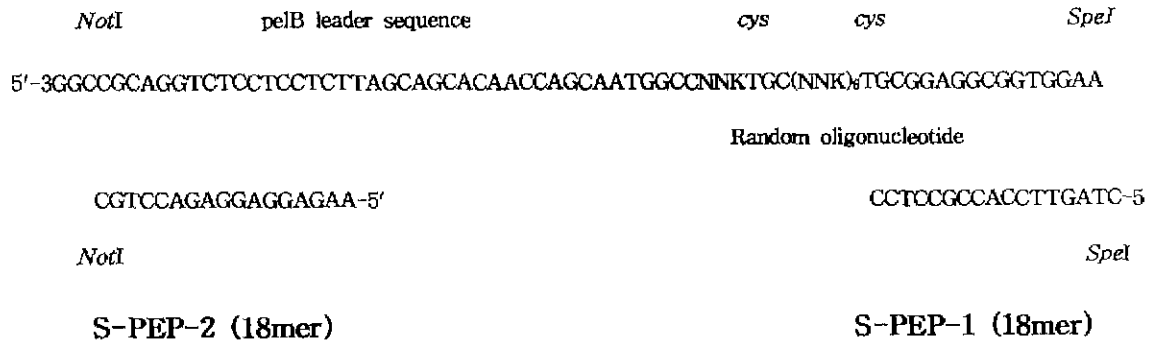 NotI pelB leader sequence cys cys SpeI
5'-3GGCCGCAGGTCTCCTCCTCTTAGCAGCACAACCAGCAATGGCCNNKTGC(NNK)6TGCGGAGGCGGTGGAA
Random oligonucleotide
CGTCCAGAGGAGGAGAA-5' CCTCCGCCACCTTGATC-5
NotI SpeI
S-PEP-2 (18mer) S-PEP-1 (18mer)